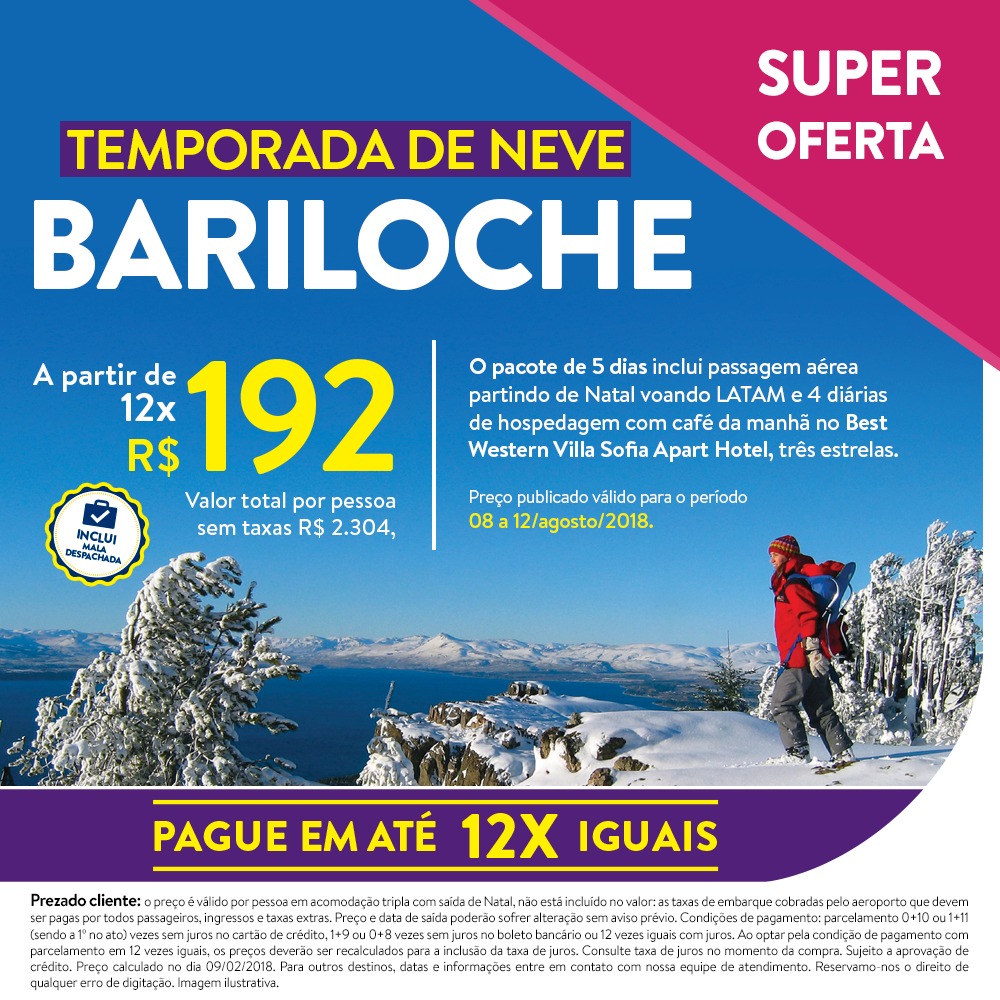 SUPER
OFERTA
TEMPORADA DE NEVE
BARILOCHE
A partir de
12x
R$ 192
Valor total por pessoa
sem taxas R$ 2.304,
INCLUI
MALA
DESPACHADA
O pacote de 5 dias inclui passagem aérea
partindo de Natal voando LATAM e 4 diárias
de hospedagem com café da manhã no Best
Western Villa Sofia Apart Hotel, três estrelas.
Preço publicado válido para o período
08 a 12/agosto/2018.
PAGUE EM ATÉ 12X IGUAIS
Prezado cliente: o preço é válido por pessoa em acomodação tripla com saída de Natal, não está incluído no valor: as taxas de embarque cobradas pelo aeroporto que devem
ser pagas por todos passageiros, ingressos e taxas extras. Preço e data de saída poderão sofrer alteração sem aviso prévio. Condições de pagamento: parcelamento 0+10 ou 1+11
(sendo a 1º no ato) vezes sem juros no cartão de crédito, 1+9 ou 0+8 vezes sem juros no boleto bancário ou 12 vezes iguais com juros. Ao optar pela condição de pagamento com
parcelamento em 12 vezes iguais, os preços deverão ser recalculados para a inclusão da taxa de juros. Consulte taxa de juros no momento da compra. Sujeito a aprovação de
crédito. Preço calculado no dia 09/02/2018. Para outros destinos, datas e informações entre em contato com nossa equipe de atendimento. Reservamo-nos o direito de
qualquer erro de digitação. Imagem ilustrativa.